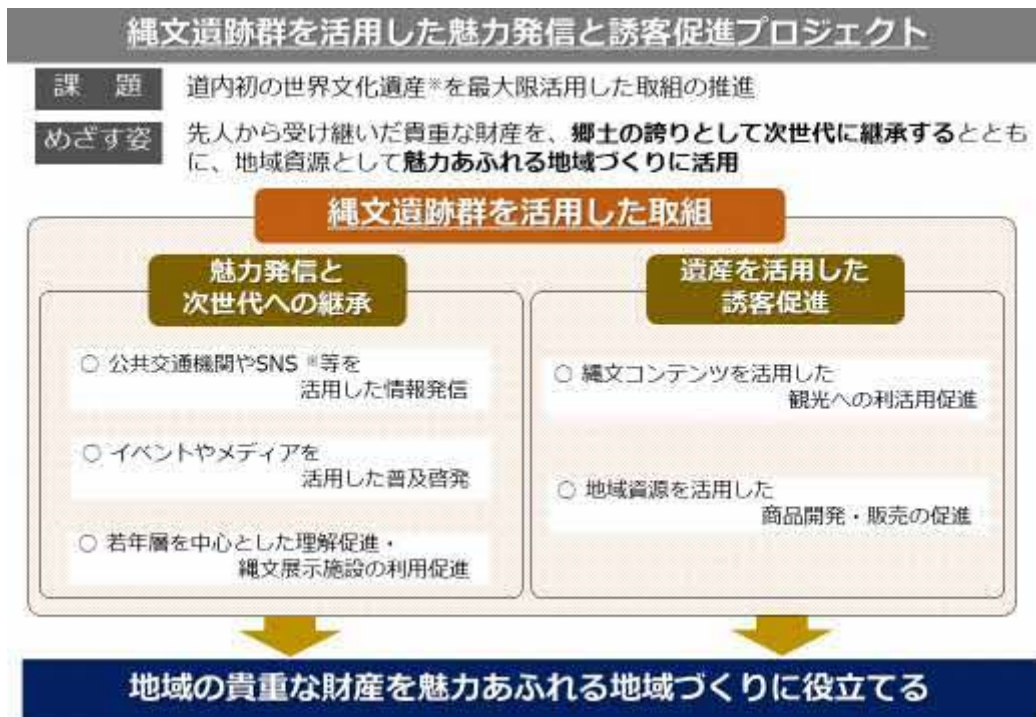 縄文遺跡群を活用した魅力発信と誘客促進プロジェクト
課 題
道内初の世界文化遺産※を最大限活用した取組の推進
めざす姿
先人から受け継いだ貴重な財産を、郷土の誇りとして次世代に継承するととも
に、地域資源として魅力あふれる地域づくりに活用
縄文遺跡群を活用した取組
魅力発信と
次世代への継承
○ 公共交通機関やSNS ※等を
活用した情報発信
○ イベントやメディアを
活用した普及啓発
○ 若年層を中心とした理解促進・
縄文展示施設の利用促進
遺産を活用した
誘客促進
○ 縄文コンテンツを活用した
観光への利活用促進
○ 地域資源を活用した
商品開発・販売の促進
地域の貴重な財産を魅力あふれる地域づくりに役立てる